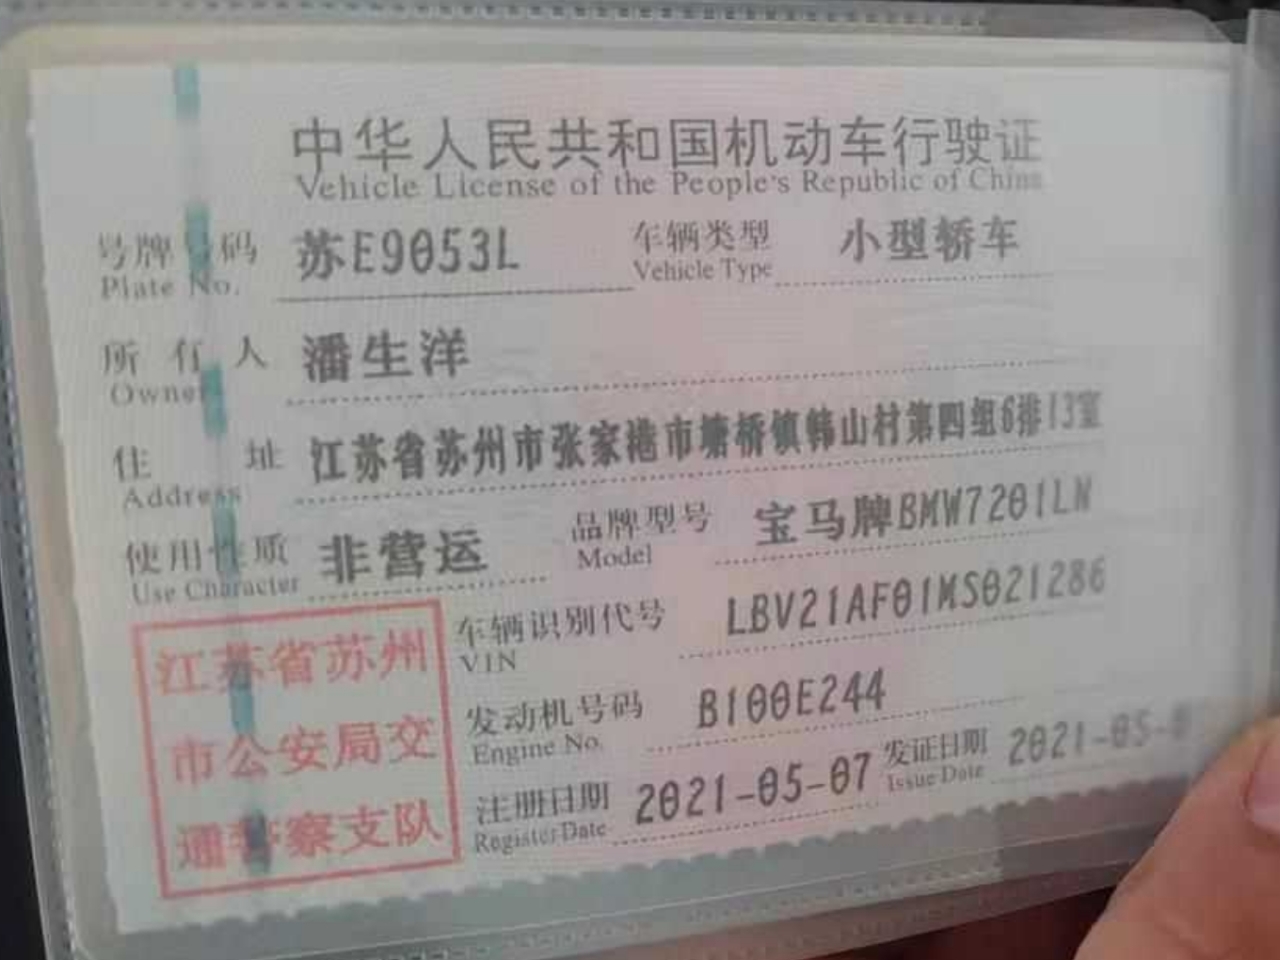 中华人民共和国机动车行驶证
Vehicle License of the People's Republic of China
号牌号码 苏E9053L 车辆类型 小型轿车
Plate No. Vehicle Type
所有人 潘生洋
Owner
住址 江苏省苏州市张家港市塘桥镇韩山村第四组6排13室
Address
使用性质 非营运 品牌型号 宝马牌BMW7201LN
Use Character Model
车辆识别代号 LBV21AF01MS021286
VIN
发动机号码 B100E244
Engine No.
注册日期 2021-05-07 发证日期 2021-05-0
Register Date Issue Date
江苏省苏州
市公安局交
通警察支队